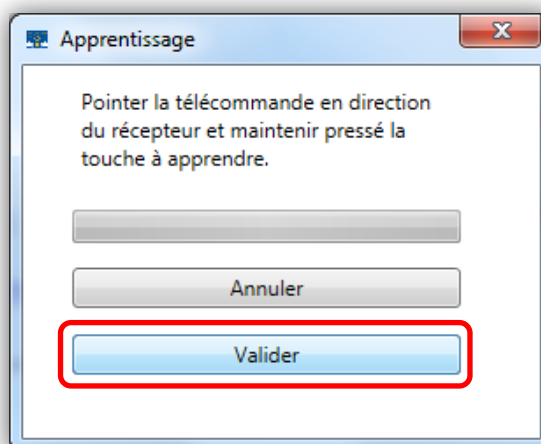 Apprentissage
Pointer la télécommande en direction
du récepteur et maintenir pressé la
touche à apprendre.
Annuler
Valider